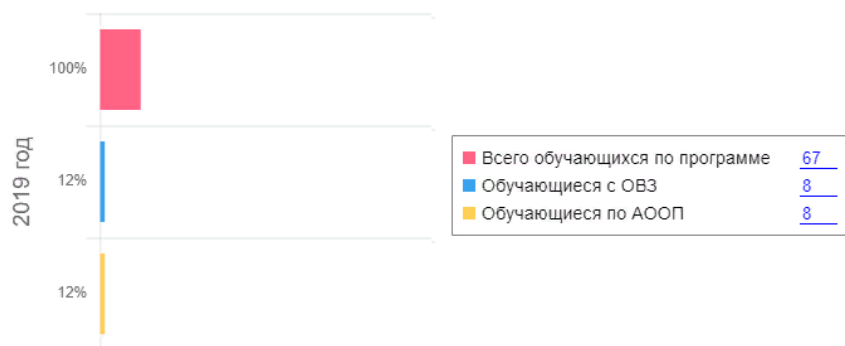 2019 год
100%
12%
12%
Всего обучающихся по программе 67
Обучающиеся с ОВЗ 8
Обучающиеся по АООП 8